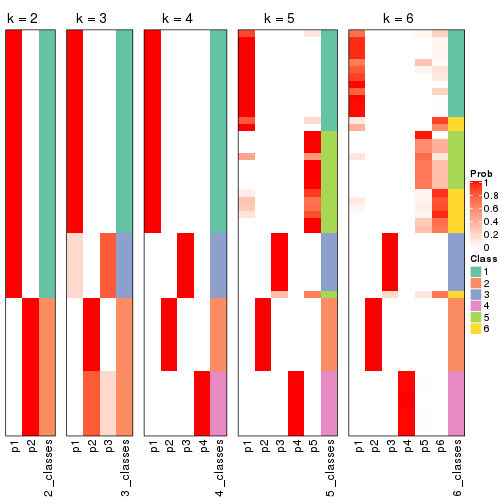 k = 2
k = 3
k = 4
k = 5
k = 6
p1
p2
2_classes
p1
p2
p3
3_classes
p1
p2
p3
p4
4_classes
p1
p2
p3
p4
p5
5_classes
p1
p2
p3
p4
p5
p6
6_classes
Prob
1
0.8
0.6
0.4
0.2
0
Class
1
2
3
4
5
6